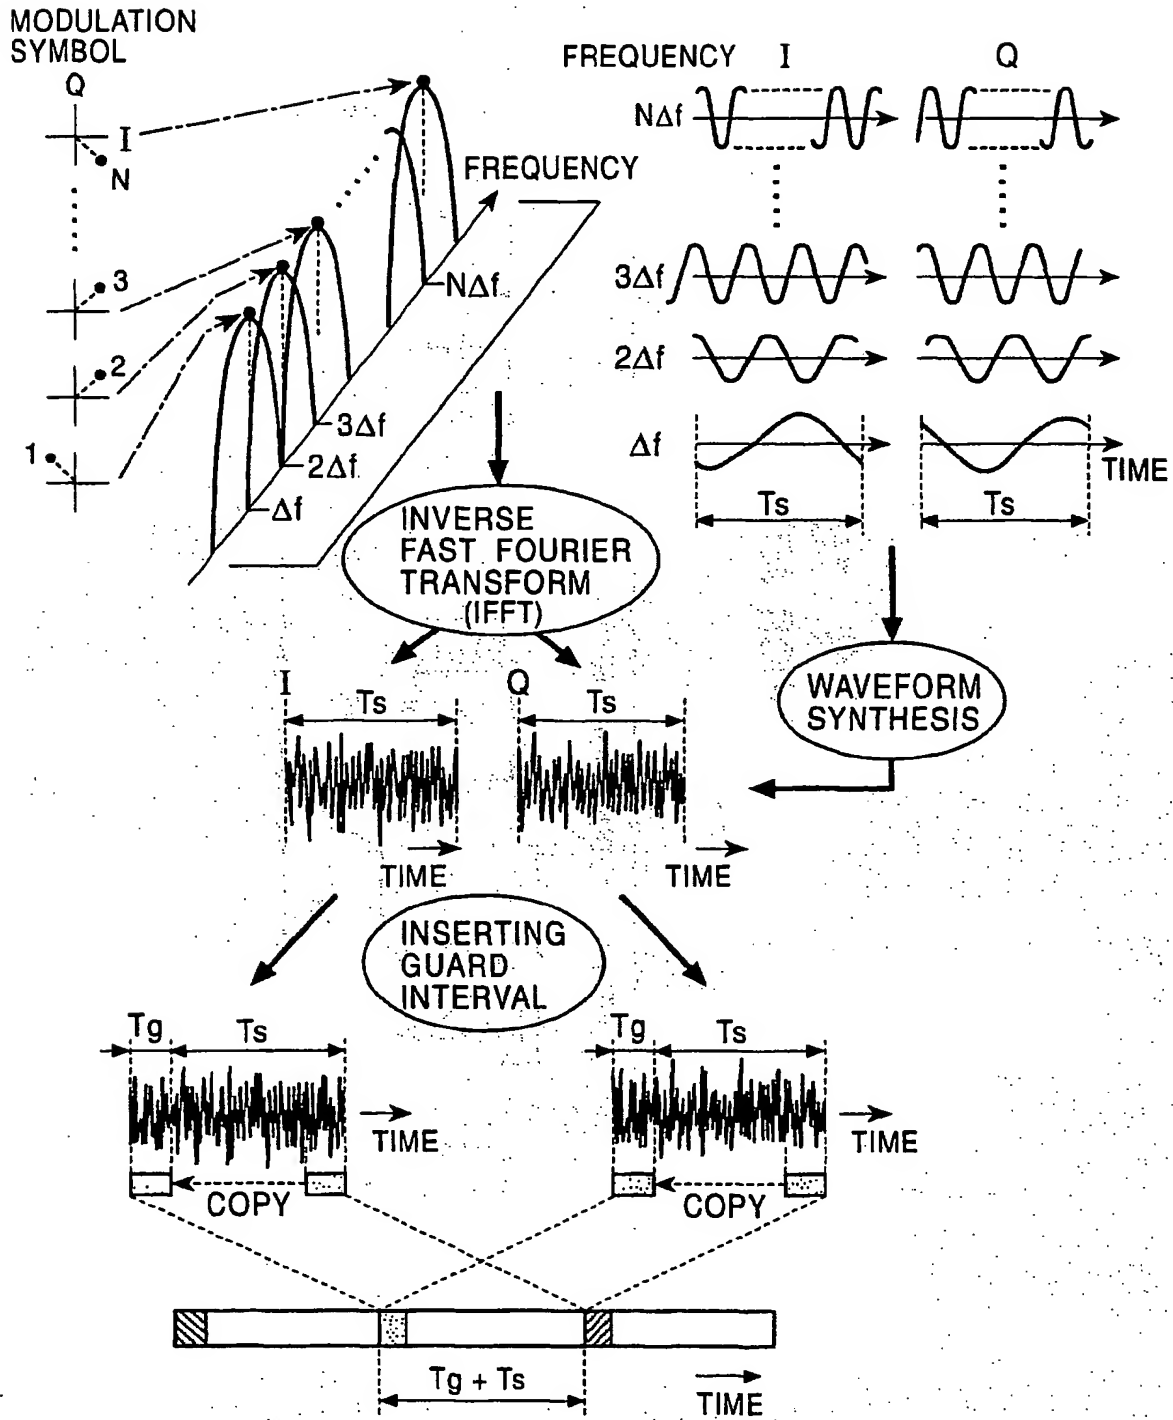 MODULATION
SYMBOL
Q
I
N
3
2
1
FREQUENCY
NΔf
3Δf
2Δf
Δf
FREQUENCY I Q
NΔf
3Δf
2Δf
Δf
TIME
Ts Ts
INVERSE
FAST FOURIER
TRANSFORM
(IFFT)
WAVEFORM
SYNTHESIS
I Q
Ts Ts
TIME TIME
INSERTING
GUARD
INTERVAL
Tg Ts Tg Ts
TIME TIME
COPY COPY
Tg + Ts
TIME